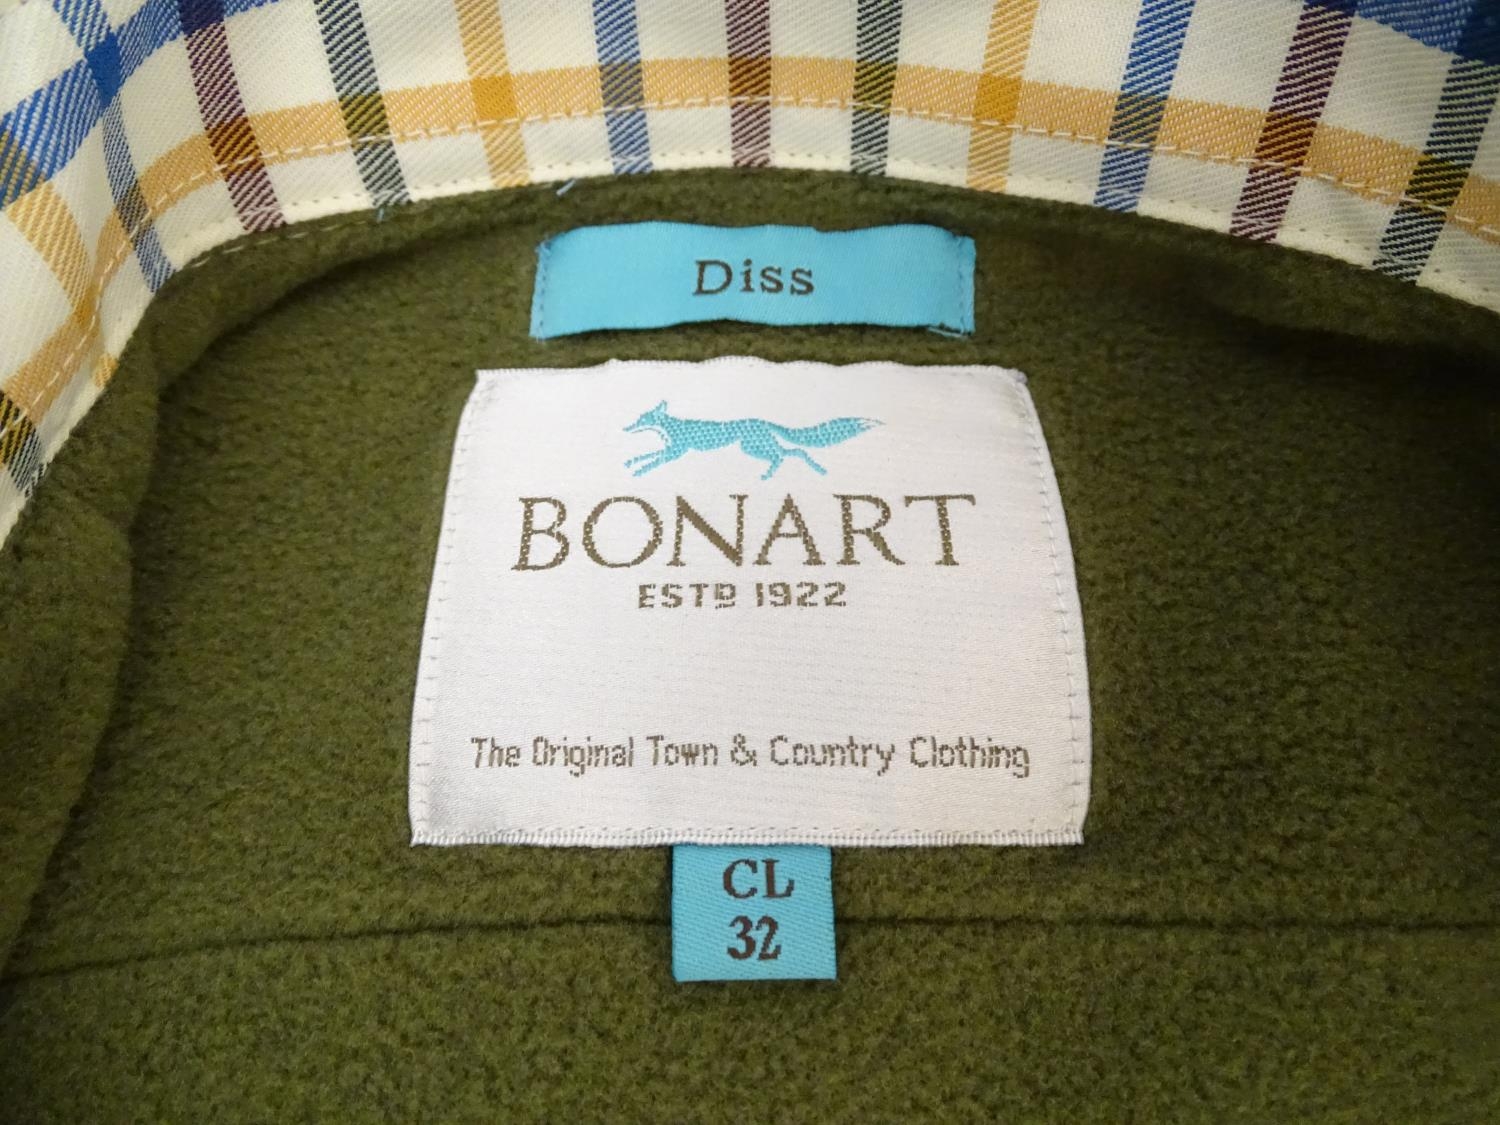 Diss
BONART
ESTD 1922
The Original Town & Country Clothing
CL
32